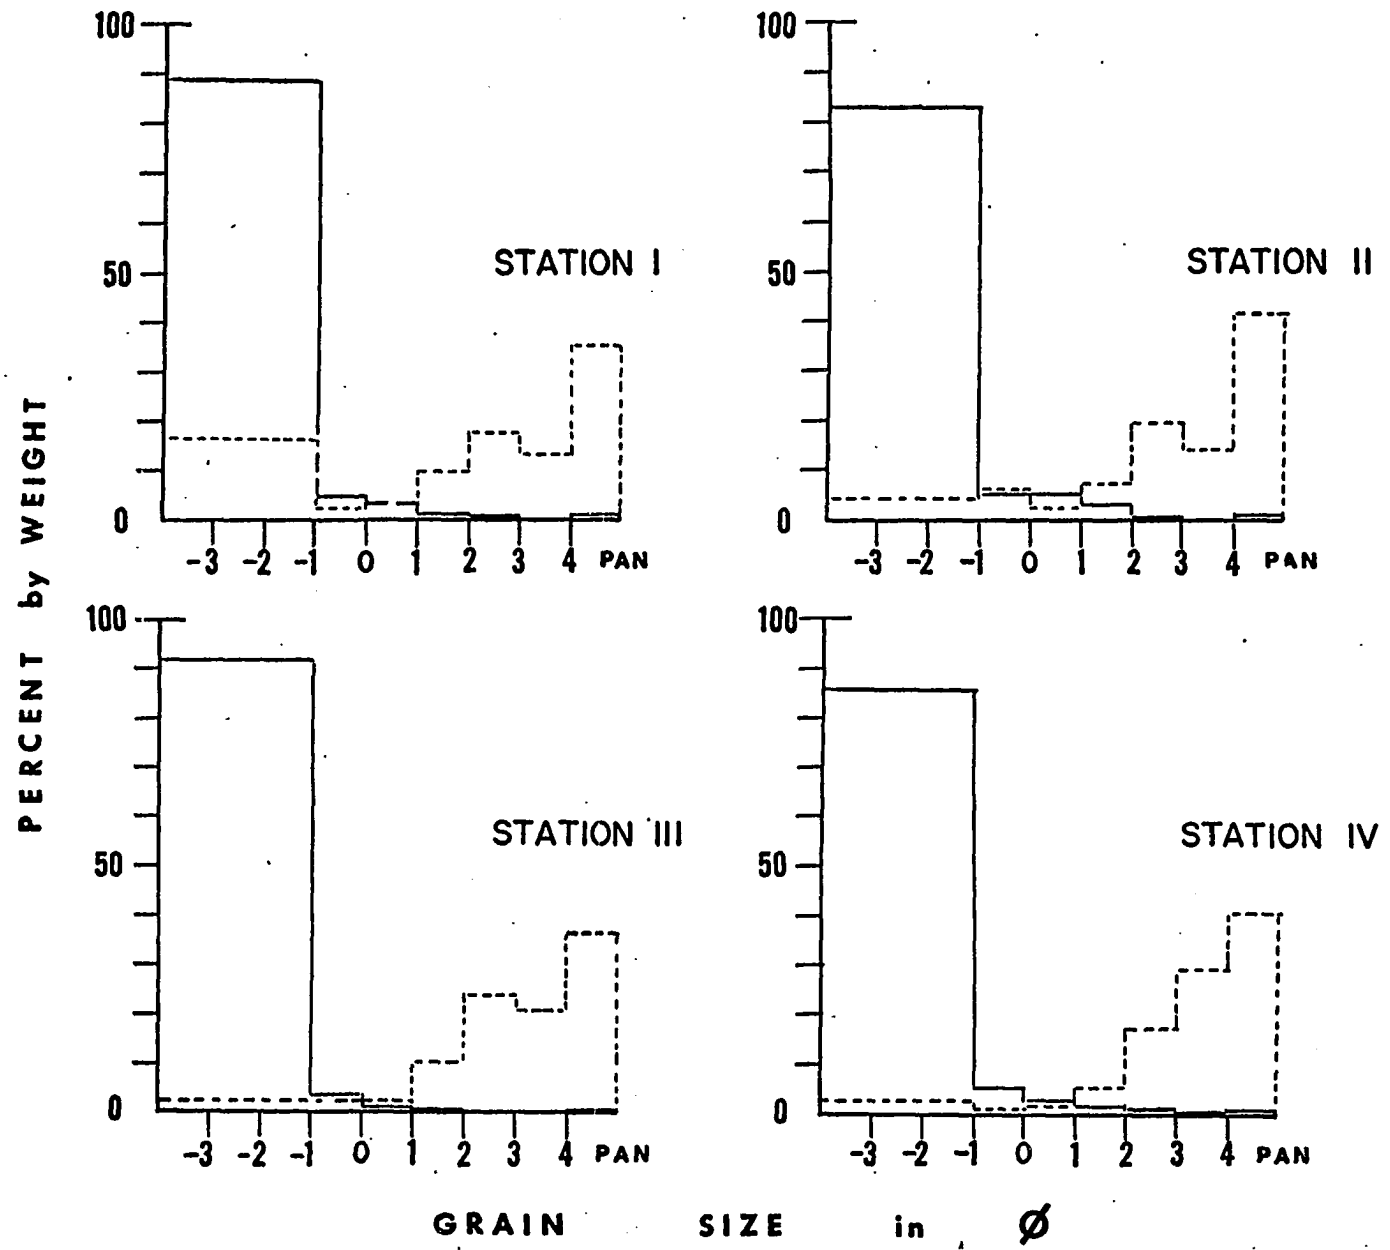 PERCENT by WEIGHT
100
50
0
STATION I
-3 -2 -1 0 1 2 3 4 PAN
100
50
0
STATION II
-3 -2 -1 0 1 2 3 4 PAN
100
50
0
STATION III
-3 -2 -1 0 1 2 3 4 PAN
100
50
0
STATION IV
-3 -2 -1 0 1 2 3 4 PAN
GRAIN SIZE in Ø